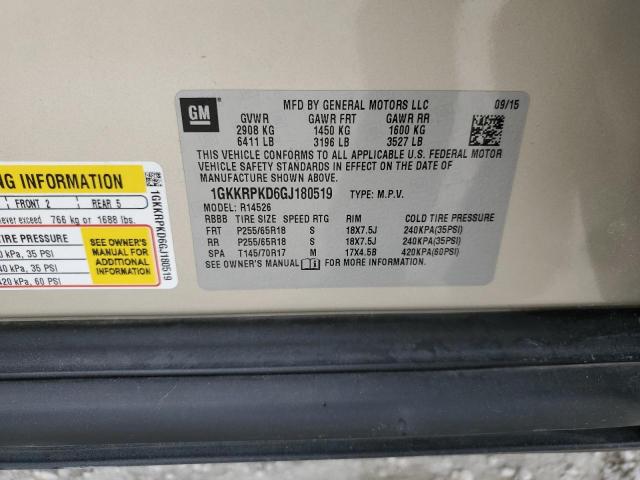 GM
MFD BY GENERAL MOTORS LLC 09/15
GVWR GAWR FRT GAWR RR
2908 KG 1450 KG 1600 KG
6411 LB 3196 LB 3527 LB
THIS VEHICLE CONFORMS TO ALL APPLICABLE U.S. FEDERAL MOTOR
VEHICLE SAFETY STANDARDS IN EFFECT ON THE DATE OF
MANUFACTURE SHOWN ABOVE.
1GKKRPKD6GJ180519 TYPE: M.P.V.
MODEL: R14526
RBBB TIRE SIZE SPEED RTG RIM COLD TIRE PRESSURE
FRT P255/65R18 S 18X7.5J 240KPA(35PSI)
RR P255/65R18 S 18X7.5J 240KPA(35PSI)
SPA T145/70R17 M 17X4.5B 420KPA(60PSI)
SEE OWNER'S MANUAL FOR MORE INFORMATION.
NG INFORMATION
FRONT 2 REAR 5
never exceed 766 kg or 1688 lbs.
TIRE PRESSURE
kPa, 35 PSI
40 kPa, 35 PSI
420 kPa, 60 PSI
SEE OWNER'S
MANUAL FOR
ADDITIONAL
INFORMATION
1GKKRPKD6GJ180519